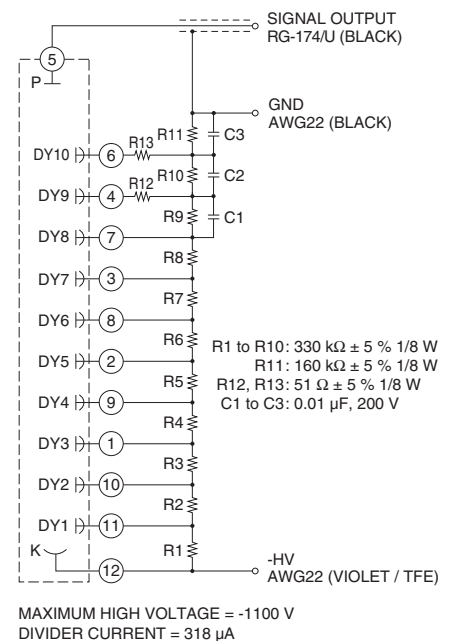 SIGNAL OUTPUT
RG-174/U (BLACK)
5
P
GND
AWG22 (BLACK)
R11
C3
R13
DY10
6
R10
C2
R12
DY9
4
R9
C1
DY8
7
R8
DY7
3
R7
DY6
8
R6
R1 to R10: 330 kΩ ± 5 % 1/8 W
R11: 160 kΩ ± 5 % 1/8 W
R12, R13: 51 Ω ± 5 % 1/8 W
C1 to C3: 0.01 µF, 200 V
DY5
2
R5
DY4
9
R4
DY3
1
R3
DY2
10
R2
DY1
11
R1
K
12
-HV
AWG22 (VIOLET / TFE)
MAXIMUM HIGH VOLTAGE = -1100 V
DIVIDER CURRENT = 318 µA